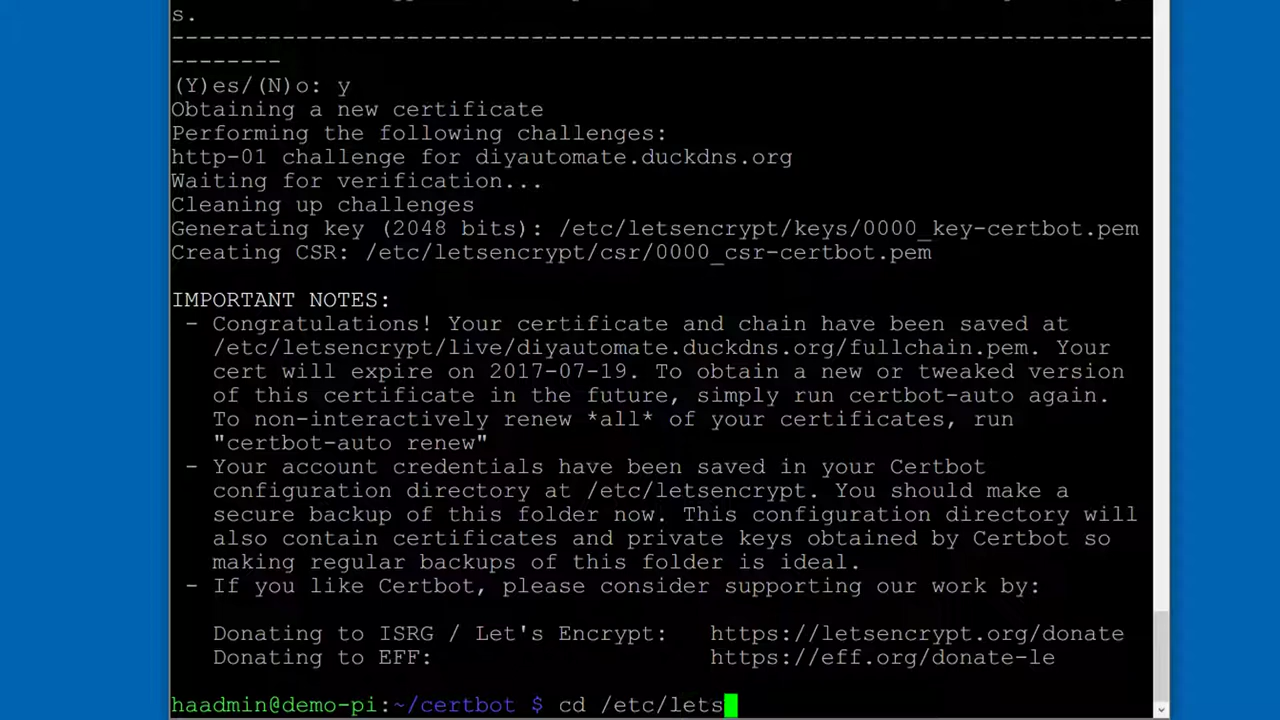 s.
-----------------------------------------------------------------------
--------
(Y)es/(N)o: y
Obtaining a new certificate
Performing the following challenges:
http-01 challenge for diyautomate.duckdns.org
Waiting for verification...
Cleaning up challenges
Generating key (2048 bits): /etc/letsencrypt/keys/0000_key-certbot.pem
Creating CSR: /etc/letsencrypt/csr/0000_csr-certbot.pem
IMPORTANT NOTES:
- Congratulations! Your certificate and chain have been saved at
/etc/letsencrypt/live/diyautomate.duckdns.org/fullchain.pem. Your
cert will expire on 2017-07-19. To obtain a new or tweaked version
of this certificate in the future, simply run certbot-auto again.
To non-interactively renew *all* of your certificates, run
"certbot-auto renew"
- Your account credentials have been saved in your Certbot
configuration directory at /etc/letsencrypt. You should make a
secure backup of this folder now. This configuration directory will
also contain certificates and private keys obtained by Certbot so
making regular backups of this folder is ideal.
- If you like Certbot, please consider supporting our work by:
Donating to ISRG / Let's Encrypt: https://letsencrypt.org/donate
Donating to EFF: https://eff.org/donate-le
haadmin@demo-pi:~/certbot $ cd /etc/lets